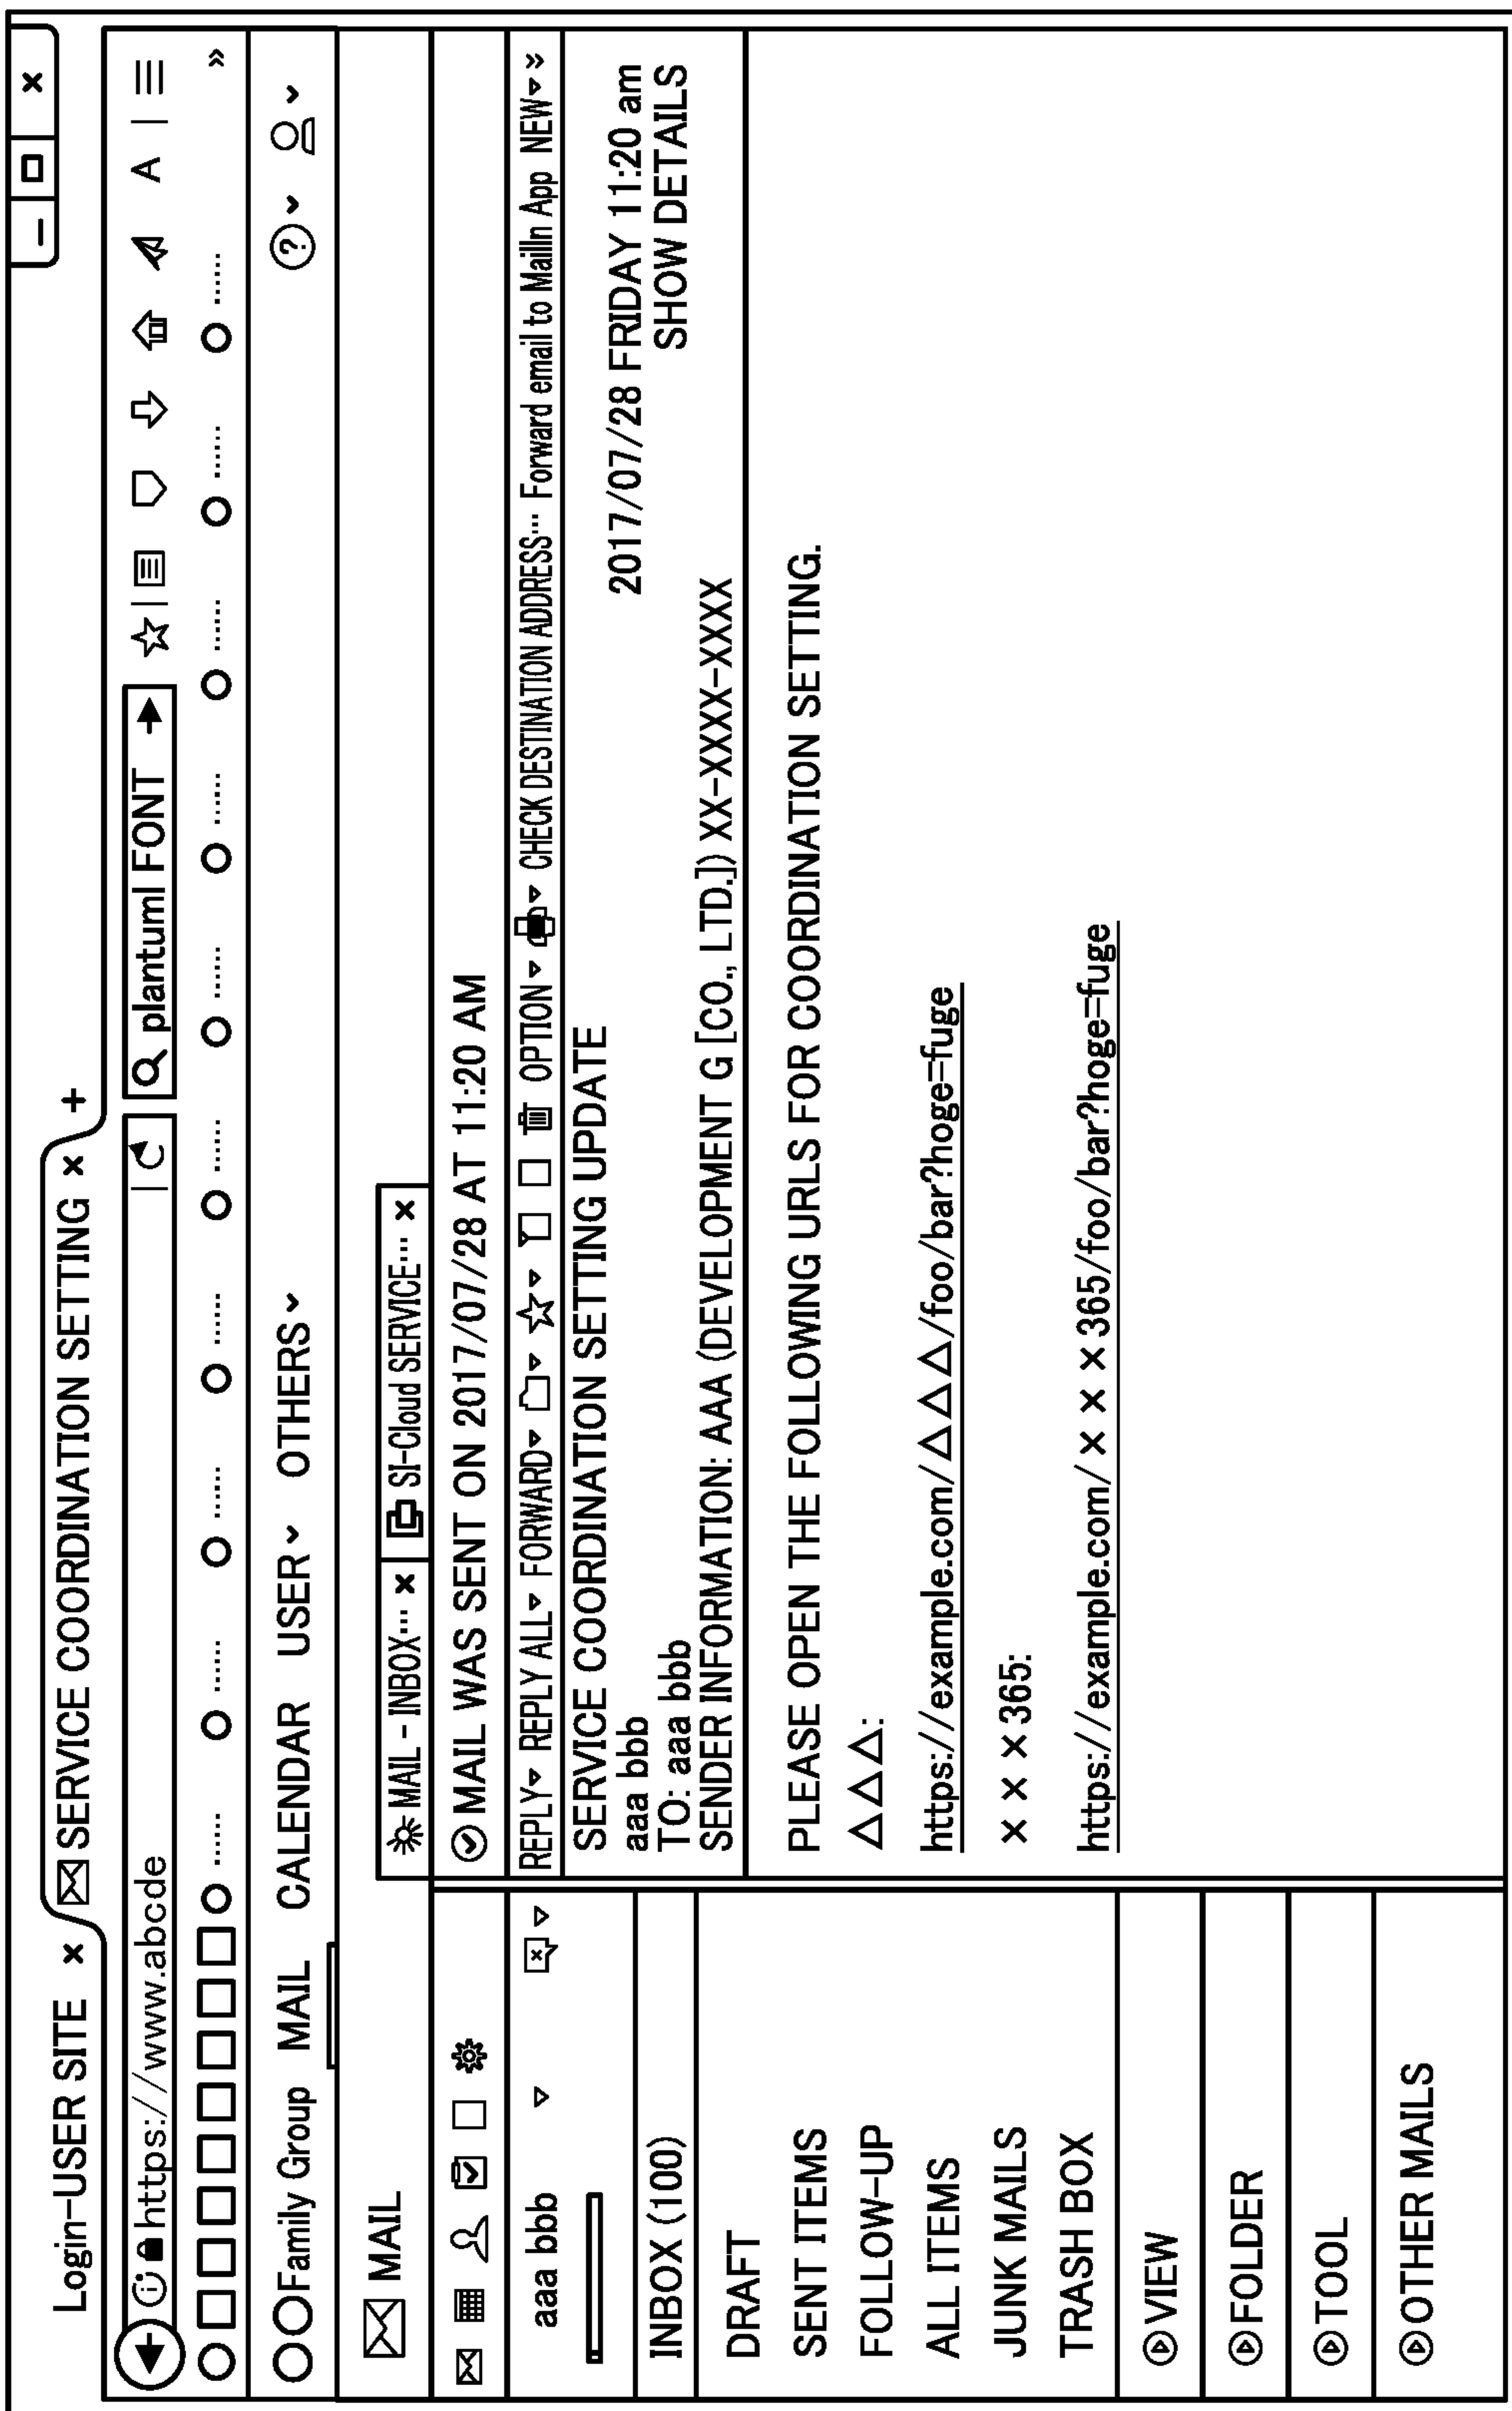 Login-USER SITE × SERVICE COORDINATION SETTING × +
https://www.abcde plantuml FONT A
○○Family Group MAIL CALENDAR USER OTHERS ?
MAIL
MAIL - INBOX… × SI-Cloud SERVICE… ×
MAIL WAS SENT ON 2017/07/28 AT 11:20 AM
REPLY REPLY ALL FORWARD OPTION CHECK DESTINATION ADDRESS… Forward email to MailIn App NEW »
SERVICE COORDINATION SETTING UPDATE
aaa bbb 2017/07/28 FRIDAY 11:20 am
TO: aaa bbb SHOW DETAILS
SENDER INFORMATION: AAA (DEVELOPMENT G [CO., LTD.]) XX-XXXX-XXXX
PLEASE OPEN THE FOLLOWING URLS FOR COORDINATION SETTING.
△△△:
https://example.com/△△△△/foo/bar?hoge=fuge
×××365:
https://example.com/×××365/foo/bar?hoge=fuge
aaa bbb
INBOX (100)
DRAFT
SENT ITEMS
FOLLOW-UP
ALL ITEMS
JUNK MAILS
TRASH BOX
VIEW
FOLDER
TOOL
OTHER MAILS